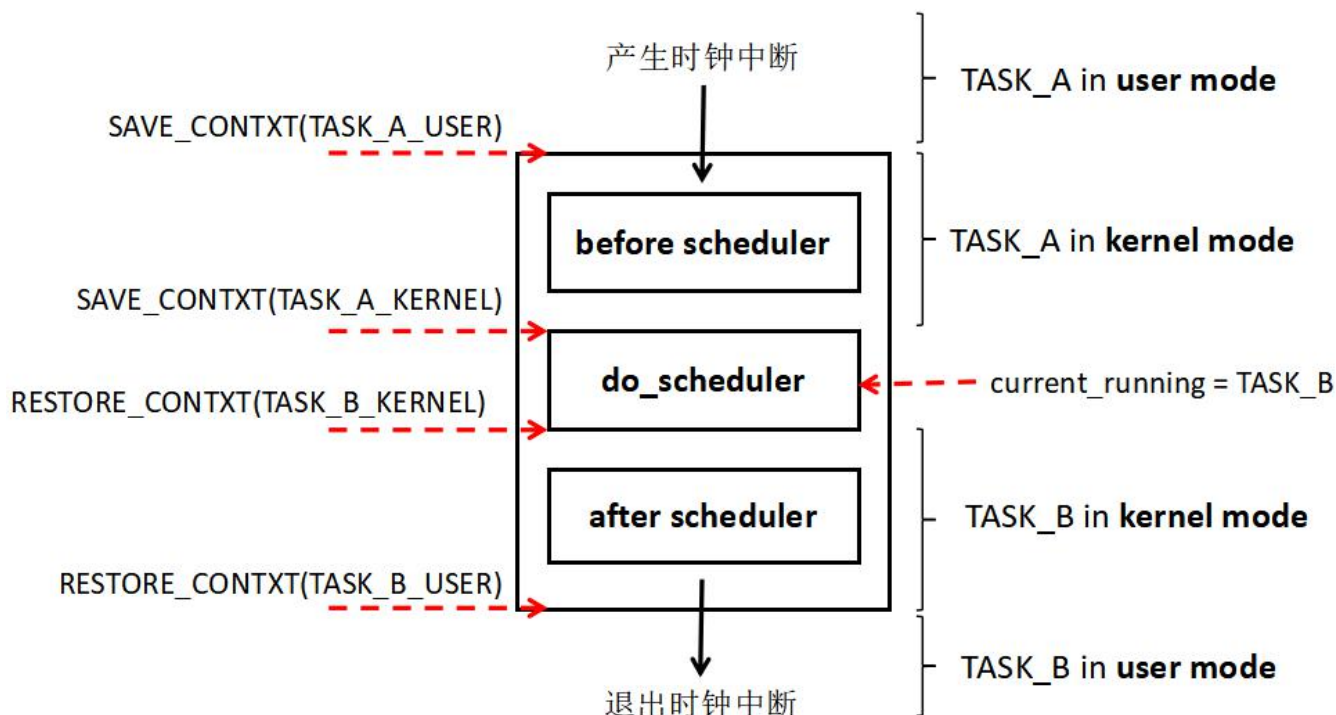 产生时钟中断
TASK_A in user mode
SAVE_CONTXT(TASK_A_USER)
before scheduler
TASK_A in kernel mode
SAVE_CONTXT(TASK_A_KERNEL)
do_scheduler
current_running = TASK_B
RESTORE_CONTXT(TASK_B_KERNEL)
after scheduler
TASK_B in kernel mode
RESTORE_CONTXT(TASK_B_USER)
TASK_B in user mode
退出时钟中断